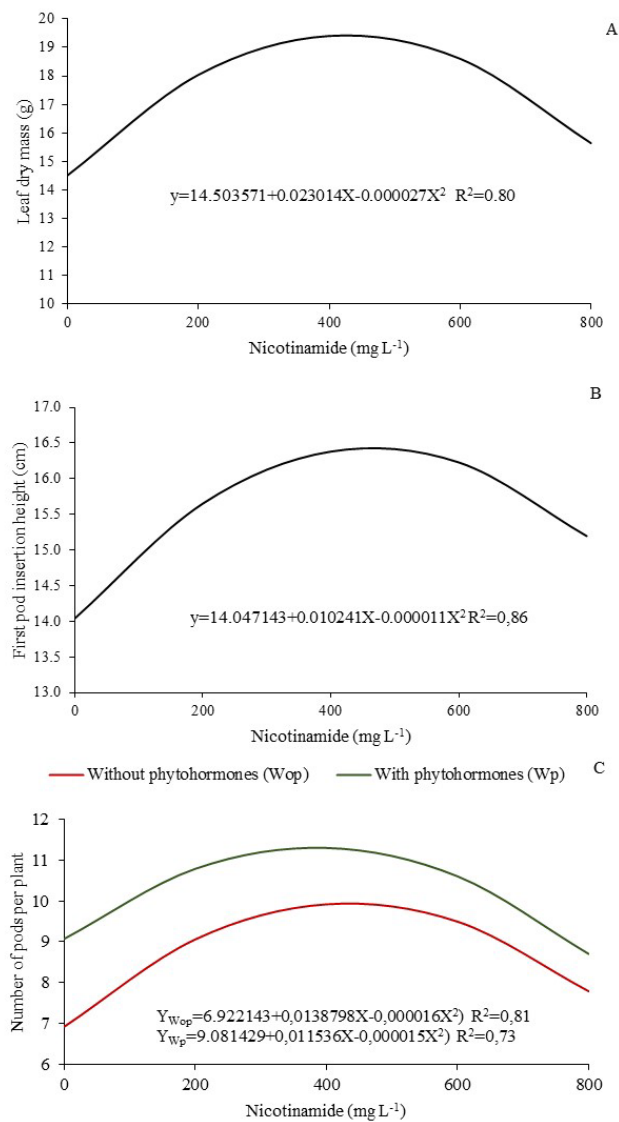 A
Leaf dry mass (g)
20
19
18
17
16
15
14
13
12
11
10
y=14.503571+0.023014X-0.000027X² R²=0.80
0 200 400 600 800
Nicotinamide (mg L⁻¹)
B
First pod insertion height (cm)
17.0
16.5
16.0
15.5
15.0
14.5
14.0
13.5
13.0
y=14.047143+0.010241X-0.000011X² R²=0,86
0 200 400 600 800
Nicotinamide (mg L⁻¹)
Without phytohormones (Wop) With phytohormones (Wp) C
Number of pods per plant
12
11
10
9
8
7
6
Y_Wop=6.922143+0,0138798X-0,000016X²) R²=0,81
Y_Wp=9.081429+0,011536X-0,000015X²) R²=0,73
0 200 400 600 800
Nicotinamide (mg L⁻¹)